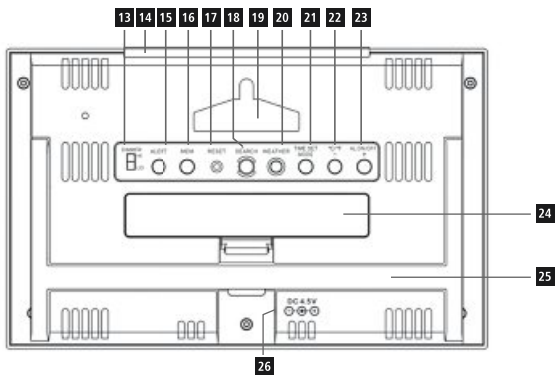 13 14 15 16 17 18 19 20 21 22 23
DIMMER HI LO
ALERT
MEM
RESET
SEARCH
WEATHER
TIME SET MODE
°C/°F
AL ON/OFF
24
25
DC 4.5V
26